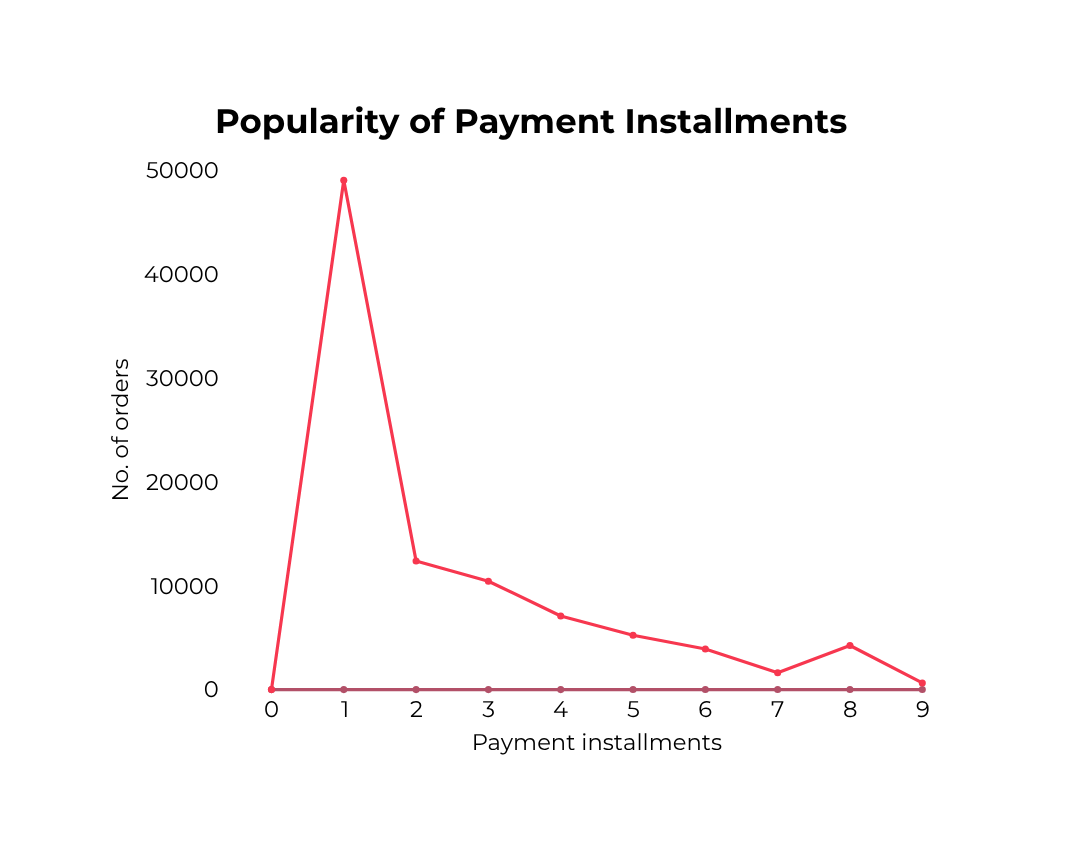 Popularity of Payment Installments
50000
40000
30000
20000
10000
0
No. of orders
0 1 2 3 4 5 6 7 8 9
Payment installments